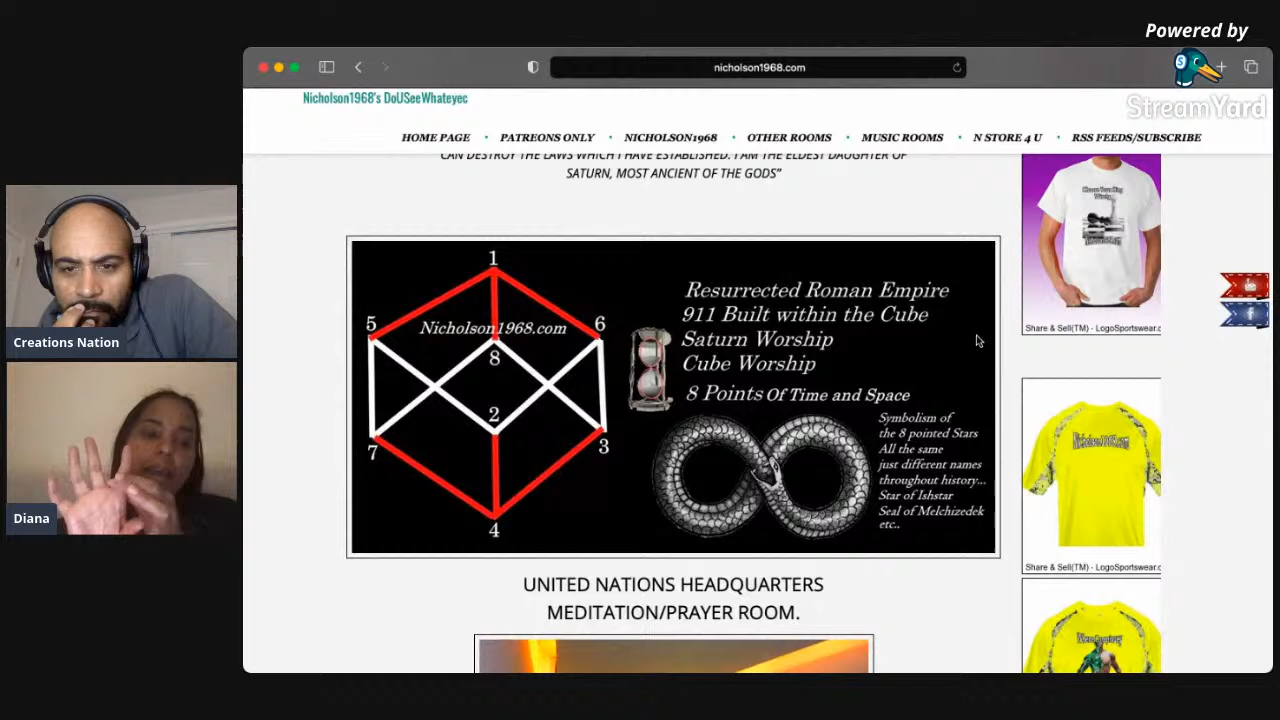 Powered by
StreamYard
nicholson1968.com
Nicholson1968's DoUSeeWhateyec
HOME PAGE • PATREONS ONLY • NICHOLSON1968 • OTHER ROOMS • MUSIC ROOMS • N STORE 4 U • RSS FEEDS/SUBSCRIBE
CAN DESTROY THE LAWS WHICH I HAVE ESTABLISHED. I AM THE ELDEST DAUGHTER OF
SATURN, MOST ANCIENT OF THE GODS"
1
5
6
Nicholson1968.com
8
2
7
3
4
Resurrected Roman Empire
911 Built within the Cube
Saturn Worship
Cube Worship
8 Points Of Time and Space
Symbolism of
the 8 pointed Stars
All the same
just different names
throughout history...
Star of Ishstar
Seal of Melchizedek
etc..
UNITED NATIONS HEADQUARTERS
MEDITATION/PRAYER ROOM.
Share & Sell(TM) - LogoSportswear.c
Nicholson1968.com
Share & Sell(TM) - LogoSportswear.c
Creations Nation
Diana